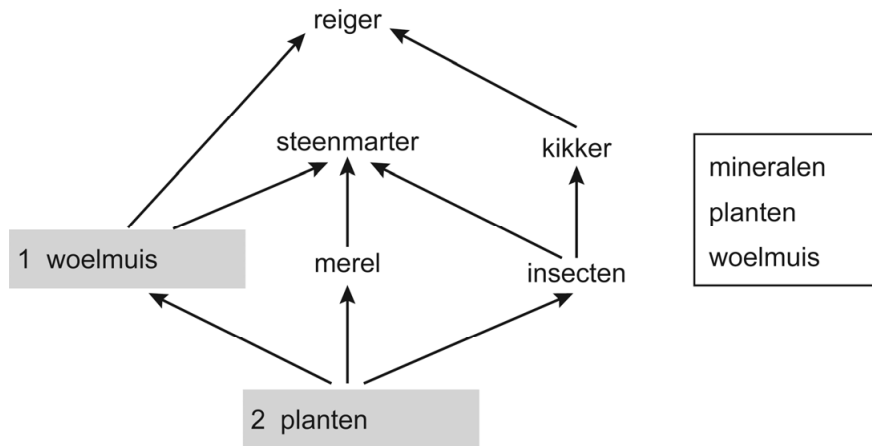 reiger
steenmarter
kikker
1 woelmuis
merel
insecten
2 planten
mineralen
planten
woelmuis